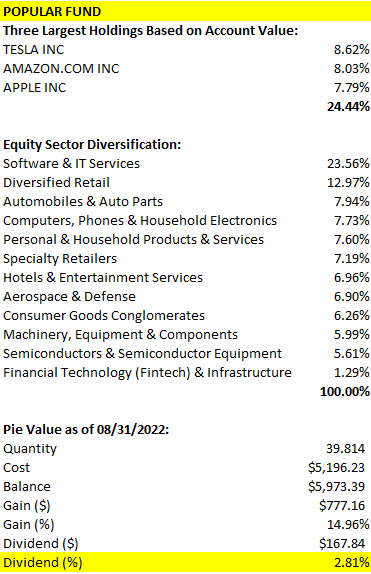 POPULAR FUND
Three Largest Holdings Based on Account Value:
TESLA INC 8.62%
AMAZON.COM INC 8.03%
APPLE INC 7.79%
24.44%
Equity Sector Diversification:
Software & IT Services 23.56%
Diversified Retail 12.97%
Automobiles & Auto Parts 7.94%
Computers, Phones & Household Electronics 7.73%
Personal & Household Products & Services 7.60%
Specialty Retailers 7.19%
Hotels & Entertainment Services 6.96%
Aerospace & Defense 6.90%
Consumer Goods Conglomerates 6.26%
Machinery, Equipment & Components 5.99%
Semiconductors & Semiconductor Equipment 5.61%
Financial Technology (Fintech) & Infrastructure 1.29%
100.00%
Pie Value as of 08/31/2022:
Quantity 39.814
Cost $5,196.23
Balance $5,973.39
Gain ($) $777.16
Gain (%) 14.96%
Dividend ($) $167.84
Dividend (%) 2.81%